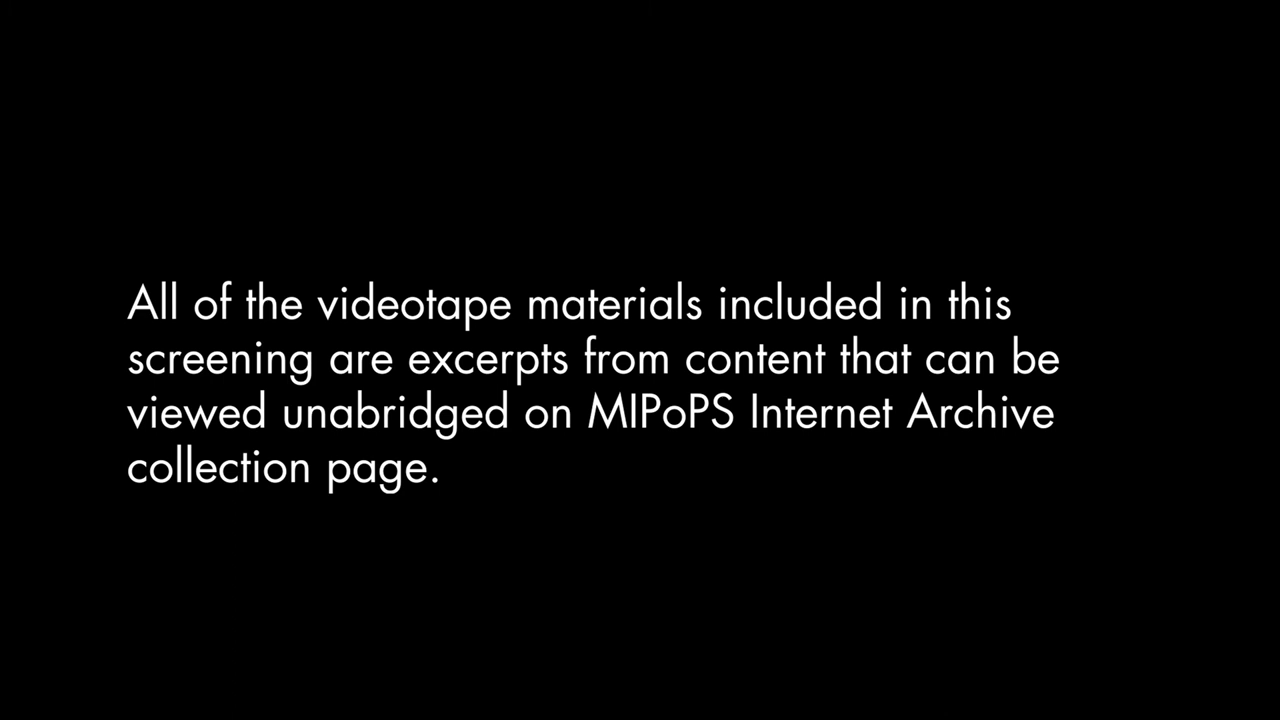 All of the videotape materials included in this
screening are excerpts from content that can be
viewed unabridged on MIPoPS Internet Archive
collection page.